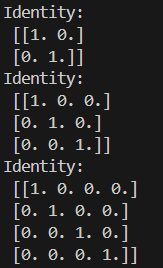 Identity:
[[1. 0.]
[0. 1.]]
Identity:
[[1. 0. 0.]
[0. 1. 0.]
[0. 0. 1.]]
Identity:
[[1. 0. 0. 0.]
[0. 1. 0. 0.]
[0. 0. 1. 0.]
[0. 0. 0. 1.]]